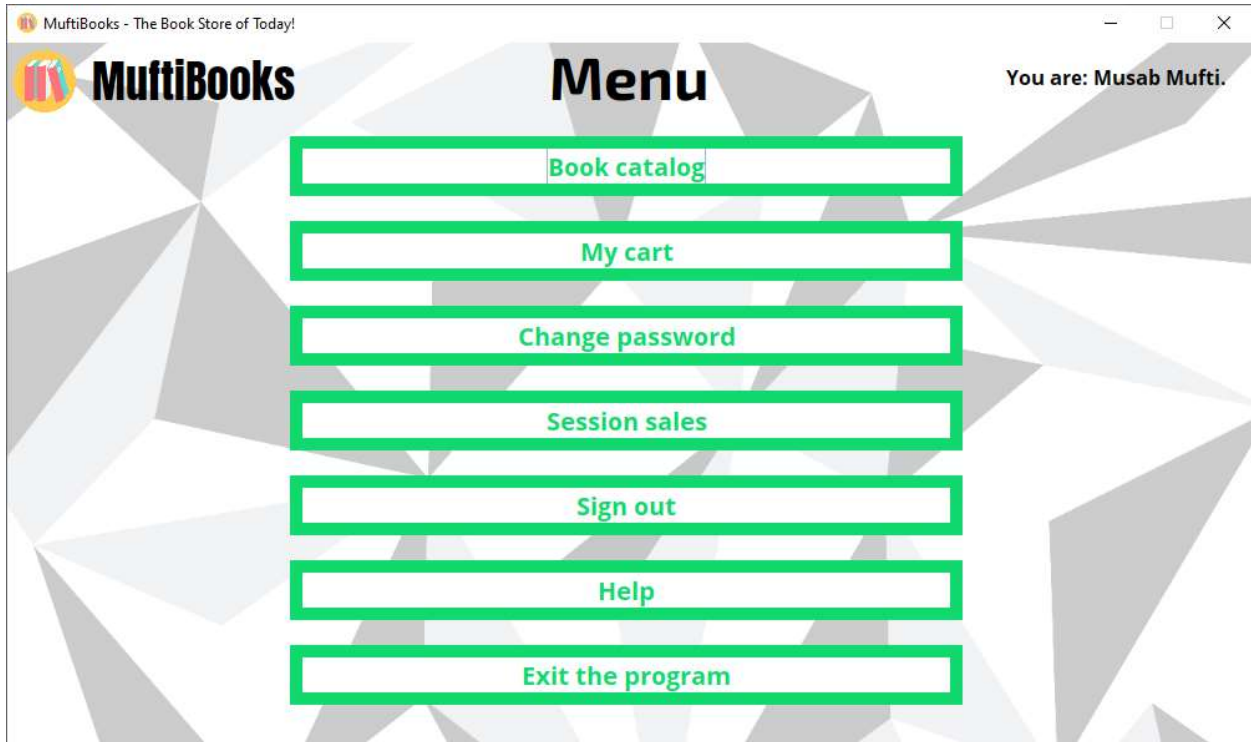 MuftiBooks - The Book Store of Today!
MuftiBooks
Menu
You are: Musab Mufti.
Book catalog
My cart
Change password
Session sales
Sign out
Help
Exit the program